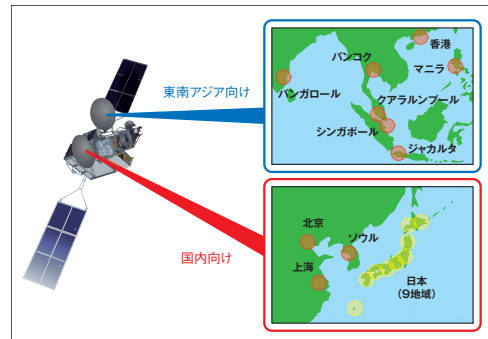 東南アジア向け
国内向け
香港
バンコク
マニラ
バンガロール
クアラルンプール
シンガポール
ジャカルタ
北京
ソウル
上海
日本
(9地域)